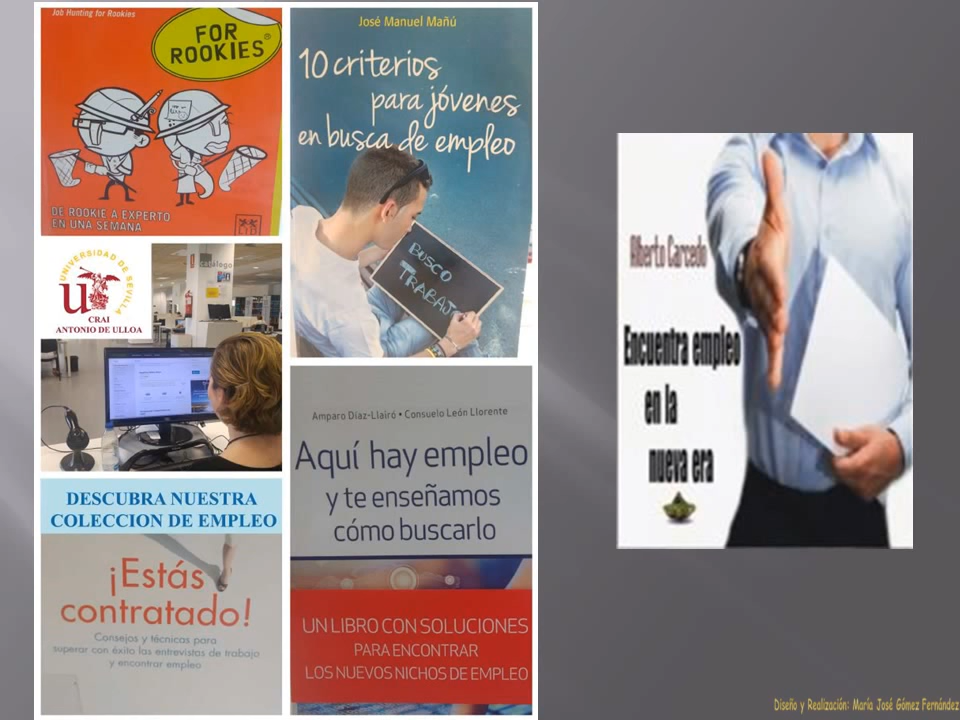 Job Hunting for Rookies
FOR
ROOKIES®
DE ROOKIE A EXPERTO
EN UNA SEMANA
LID
UNIVERSIDAD DE SEVILLA
CRAI
ANTONIO DE ULLOA
catálogo
DESCUBRA NUESTRA
COLECCION DE EMPLEO
¡Estás
contratado!
Consejos y técnicas para
superar con éxito las entrevistas de trabajo
y encontrar empleo
José Manuel Mañú
10 criterios
para jóvenes
en busca de empleo
BUSCO
TRABAJO
Amparo Díaz-Llairó • Consuelo León Llorente
Aquí hay empleo
y te enseñamos
cómo buscarlo
UN LIBRO CON SOLUCIONES
PARA ENCONTRAR
LOS NUEVOS NICHOS DE EMPLEO
Alberto Carcedo
Encuentra empleo
en la
nueva era
Diseño y Realización: María José Gómez Fernández